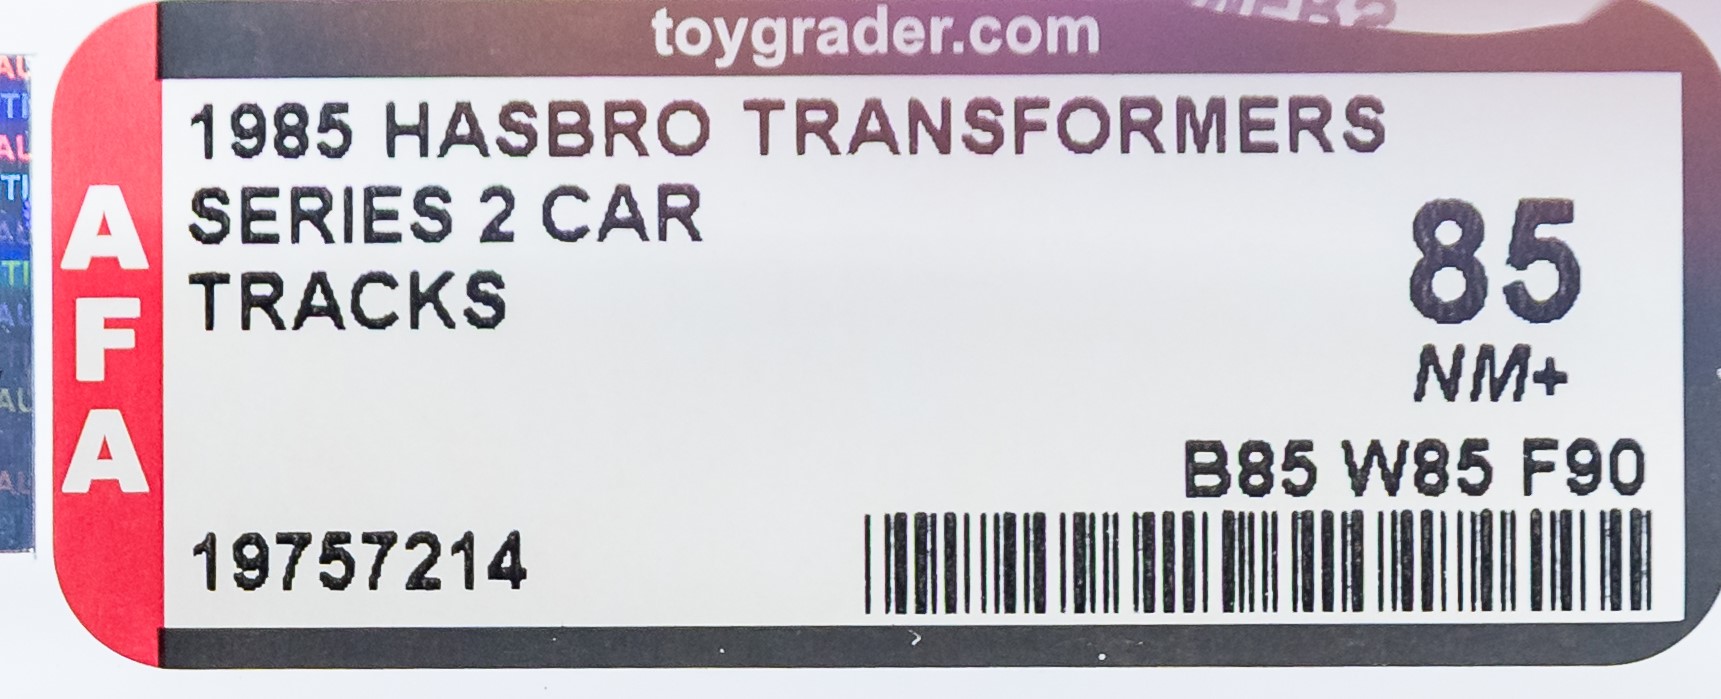 toygrader.com
AFA
1985 HASBRO TRANSFORMERS
SERIES 2 CAR
TRACKS
85
NM+
B85 W85 F90
19757214